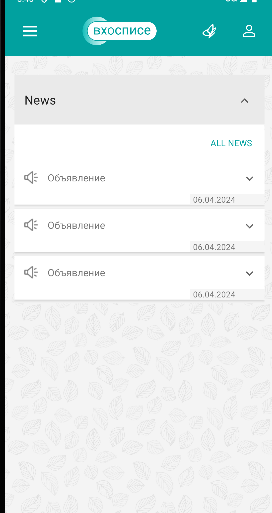 вхосписе
News
ALL NEWS
Объявление
06.04.2024
Объявление
06.04.2024
Объявление
06.04.2024